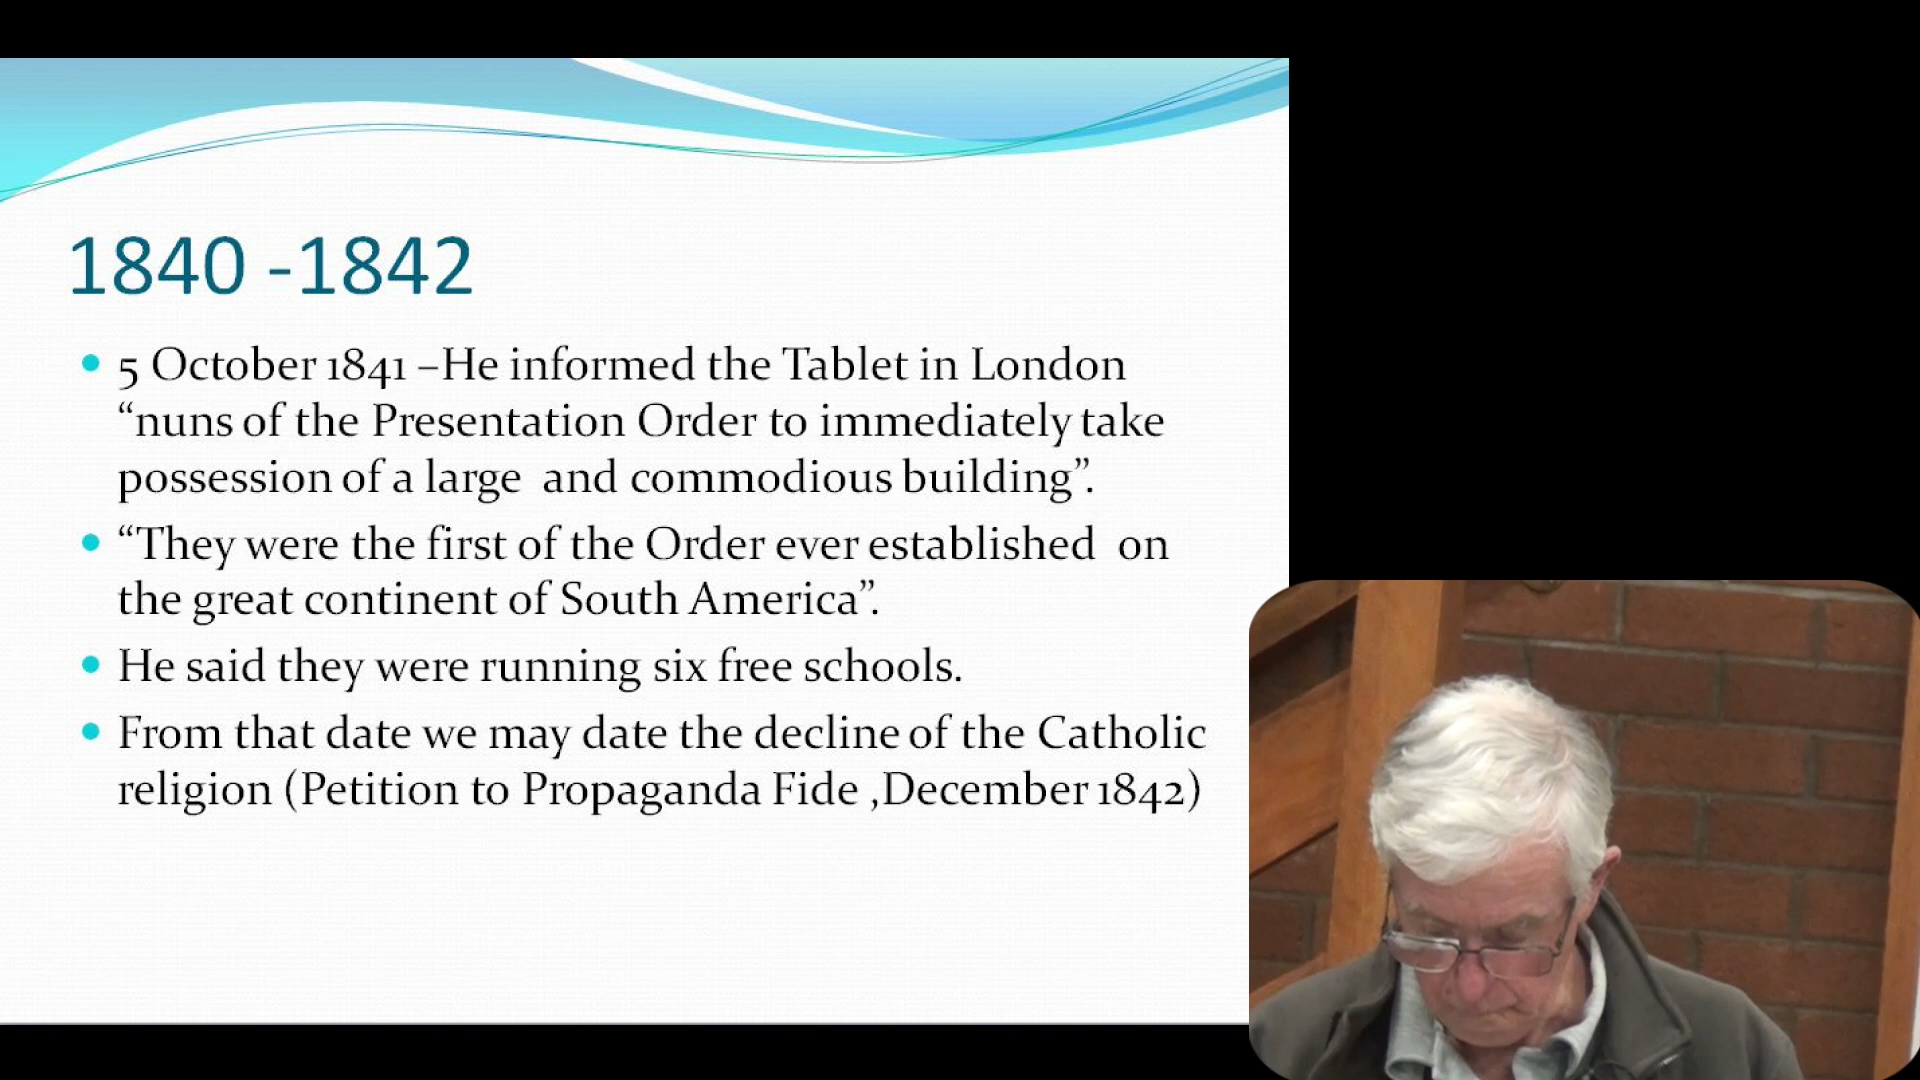 1840 -1842
5 October 1841 –He informed the Tablet in London
“nuns of the Presentation Order to immediately take
possession of a large  and commodious building”.
“They were the first of the Order ever established  on
the great continent of South America”.
He said they were running six free schools.
From that date we may date the decline of the Catholic
religion (Petition to Propaganda Fide ,December 1842)